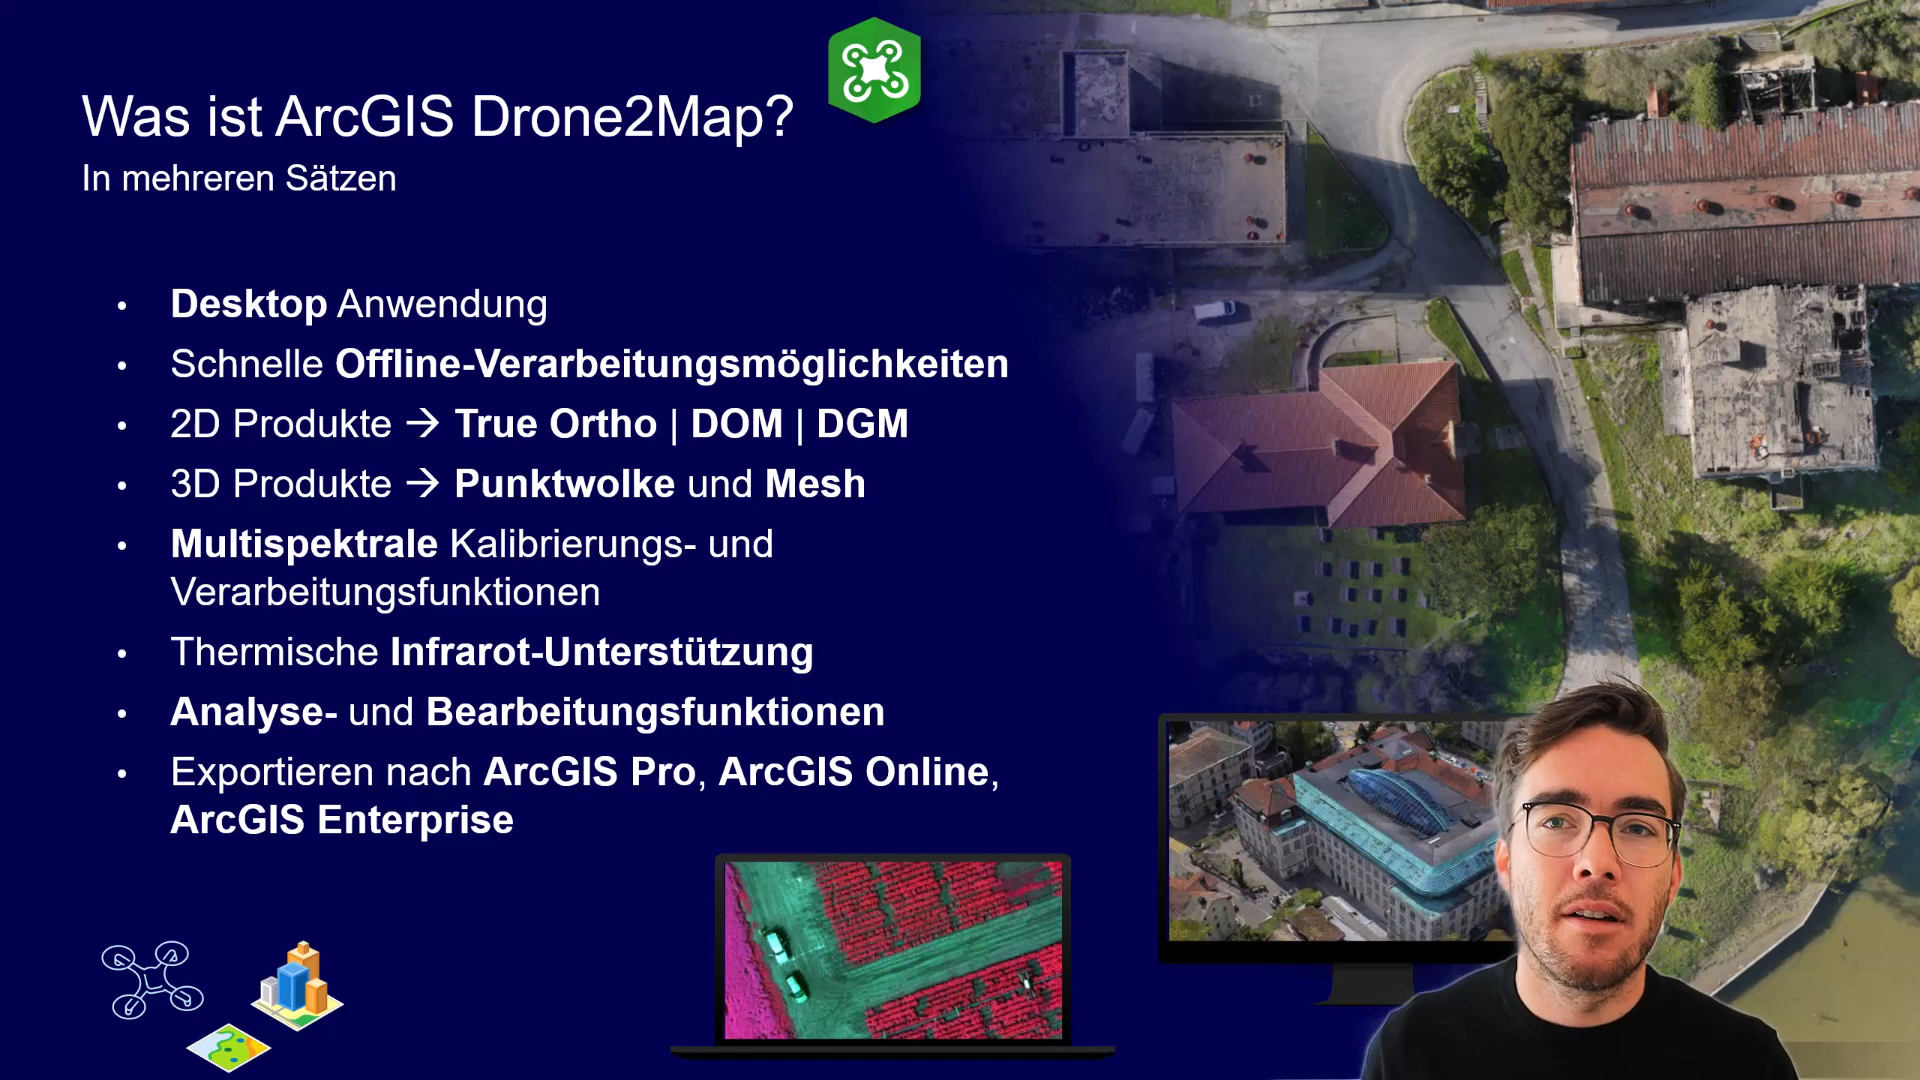 Was ist ArcGIS Drone2Map?
In mehreren Sätzen
• Desktop Anwendung
• Schnelle Offline-Verarbeitungsmöglichkeiten
• 2D Produkte → True Ortho | DOM | DGM
• 3D Produkte → Punktwolke und Mesh
• Multispektrale Kalibrierungs- und
Verarbeitungsfunktionen
• Thermische Infrarot-Unterstützung
• Analyse- und Bearbeitungsfunktionen
• Exportieren nach ArcGIS Pro, ArcGIS Online,
ArcGIS Enterprise